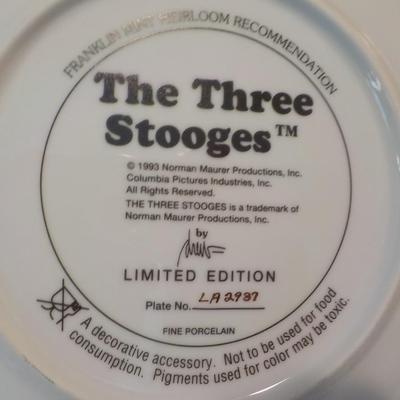 FRANKLIN MINT HEIRLOOM RECOMMENDATION
The Three
Stooges™
© 1993 Norman Maurer Productions, Inc.
Columbia Pictures Industries, Inc.
All Rights Reserved.
THE THREE STOOGES is a trademark of
Norman Maurer Productions, Inc.
by
LIMITED EDITION
Plate No. LA2937
FINE PORCELAIN
A decorative accessory. Not to be used for food
consumption. Pigments used for color may be toxic.